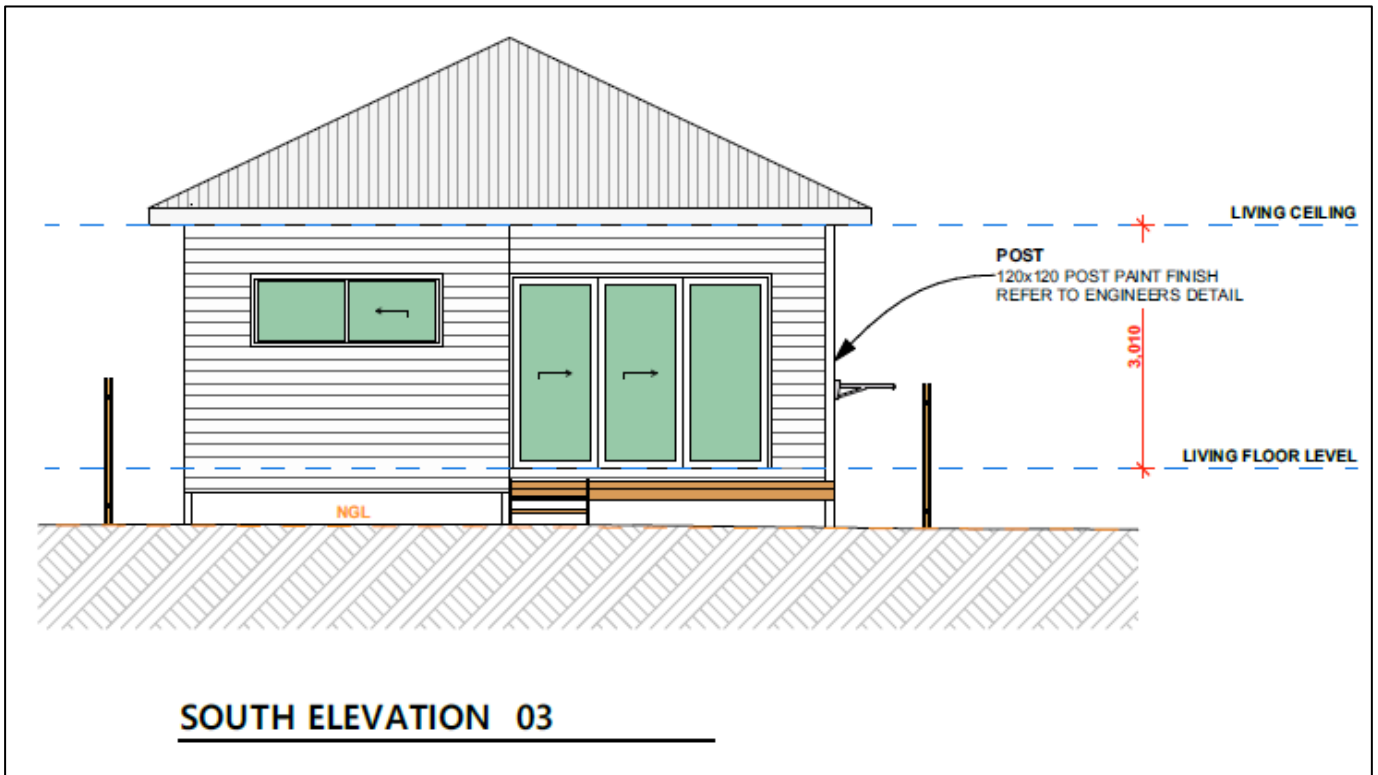 LIVING CEILING
POST
120x120 POST PAINT FINISH
REFER TO ENGINEERS DETAIL
3,010
LIVING FLOOR LEVEL
NGL
SOUTH ELEVATION 03